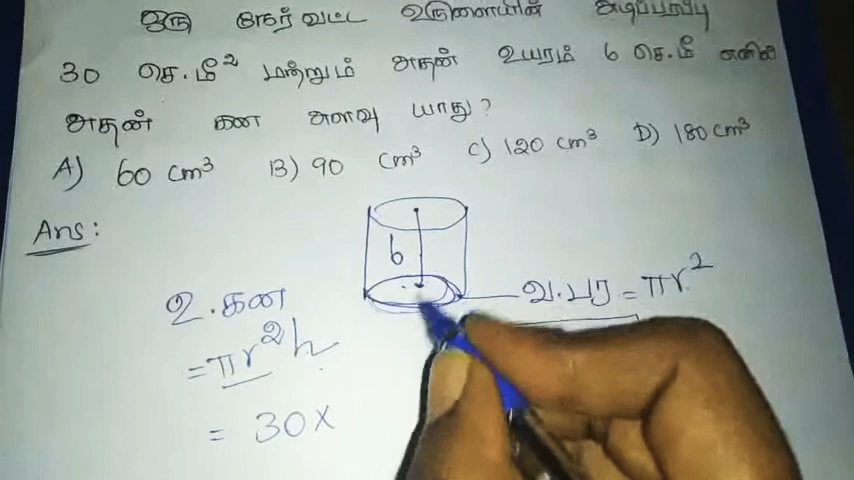 ஒரு நேர் வட்ட உருளையின் அடிப்பரப்பு
30 செ.மீ² மற்றும் அதன் உயரம் 6 செ.மீ எனில்
அதன் கன அளவு யாது?
A) 60 cm³ B) 90 cm³ C) 120 cm³ D) 180 cm³
Ans:
6
உ.கன
வ.பர = πr²
= πr²h
= 30x